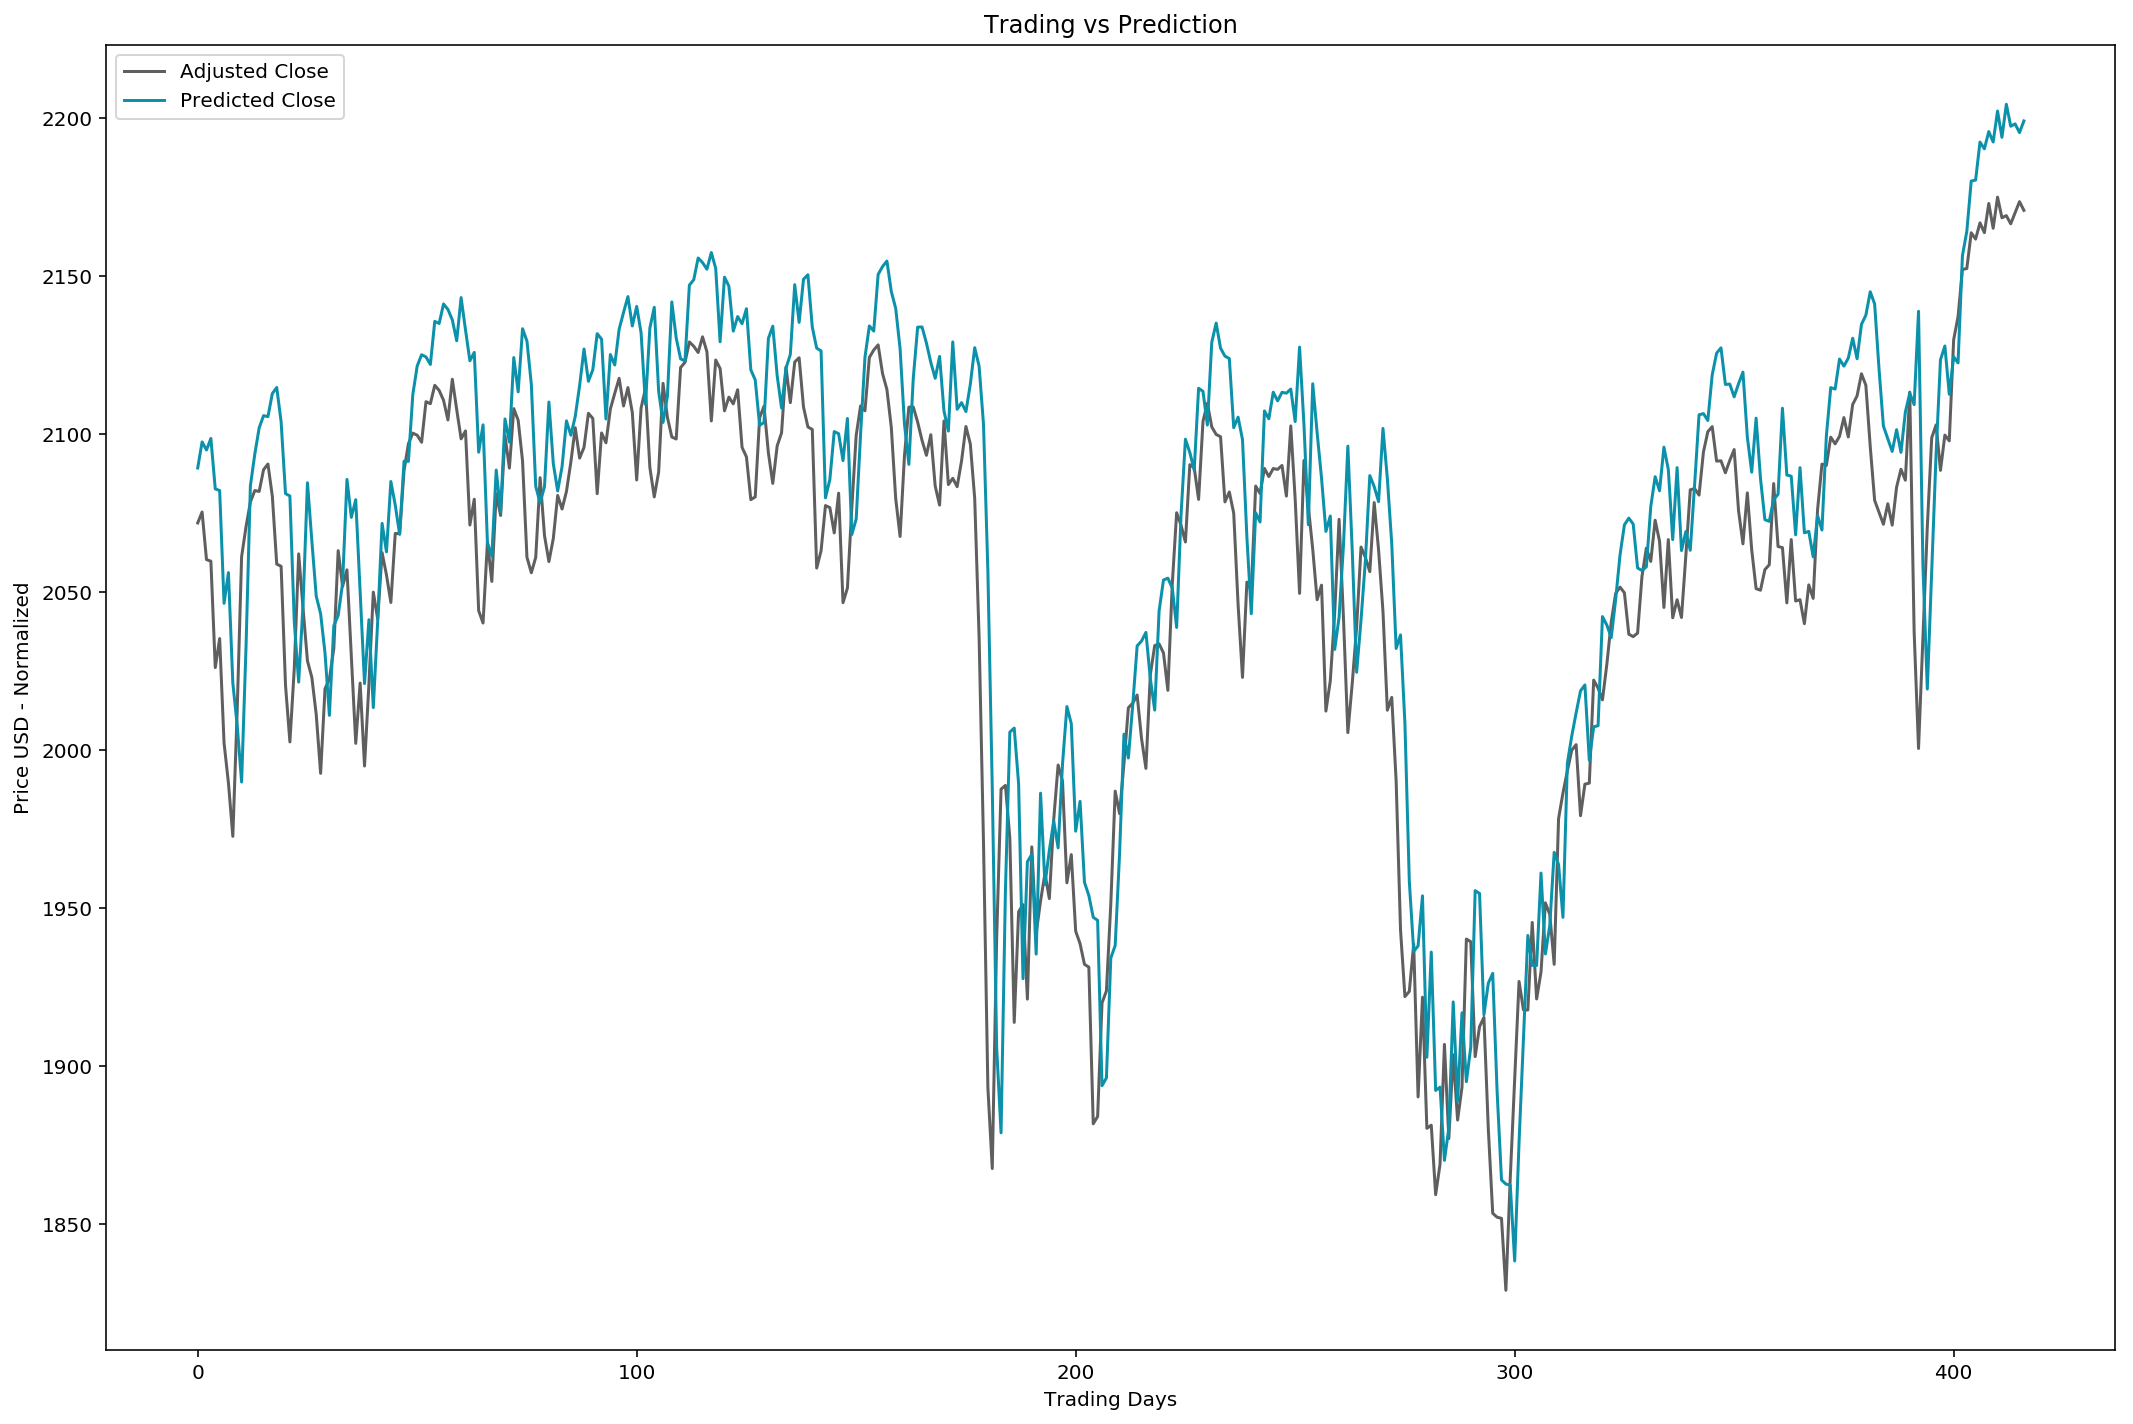 Trading vs Prediction
Adjusted Close
Predicted Close
2200
2150
2100
2050
2000
1950
1900
1850
Price USD - Normalized
0 100 200 300 400
Trading Days